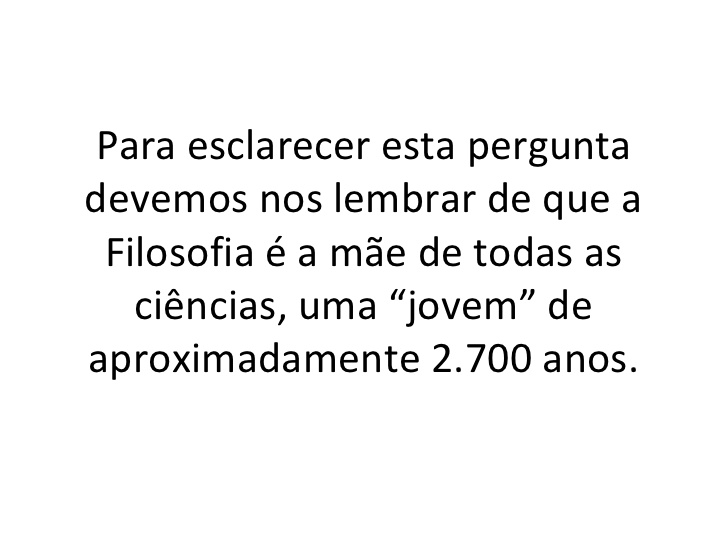 Para esclarecer esta pergunta
devemos nos lembrar de que a
Filosofia é a mãe de todas as
ciências, uma “jovem” de
aproximadamente 2.700 anos.